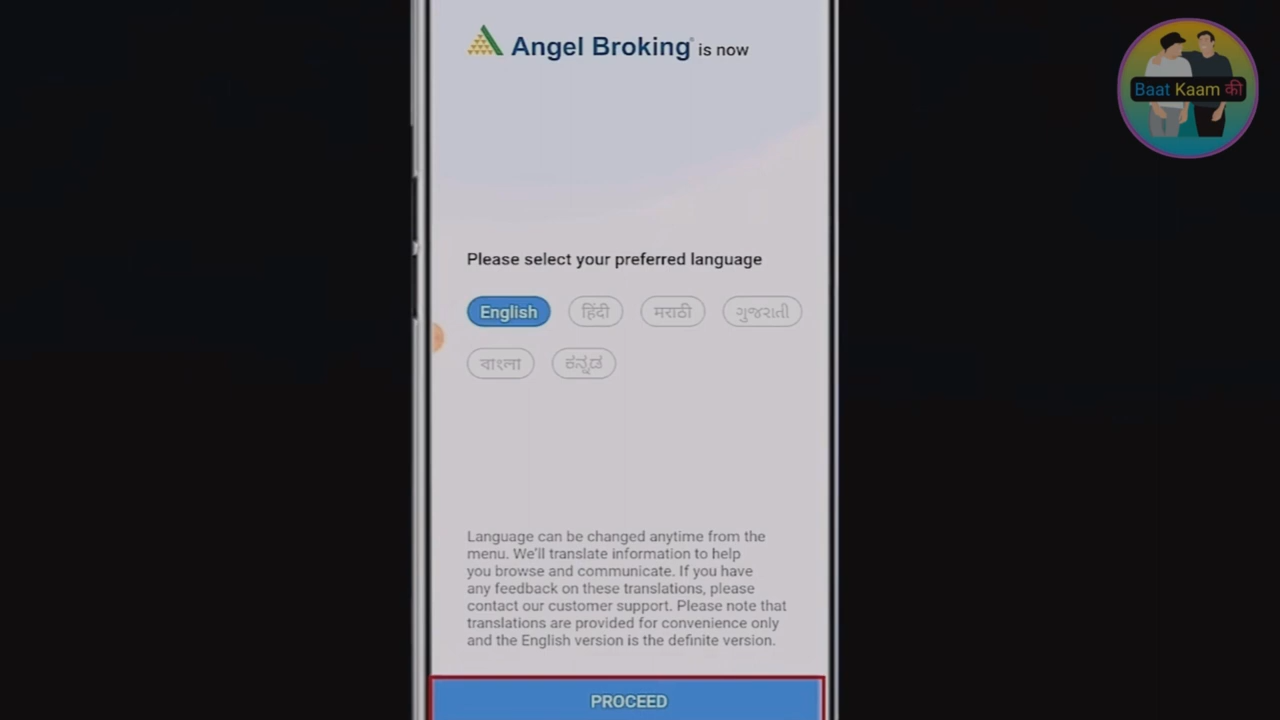 Angel Broking is now
Baat Kaam की
Please select your preferred language
English हिंदी मराठी ગુજરાતી
বাংলা ಕನ್ನಡ
Language can be changed anytime from the
menu. We'll translate information to help
you browse and communicate. If you have
any feedback on these translations, please
contact our customer support. Please note that
translations are provided for convenience only
and the English version is the definite version.
PROCEED